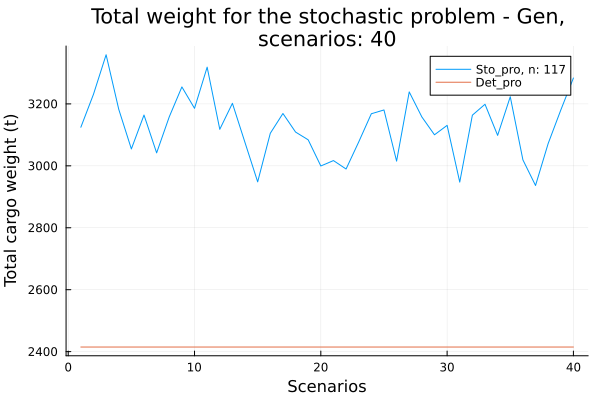 Total weight for the stochastic problem - Gen,
scenarios: 40
Sto_pro, n: 117
Det_pro
Total cargo weight (t)
3200
3000
2800
2600
2400
0
10
20
30
40
Scenarios